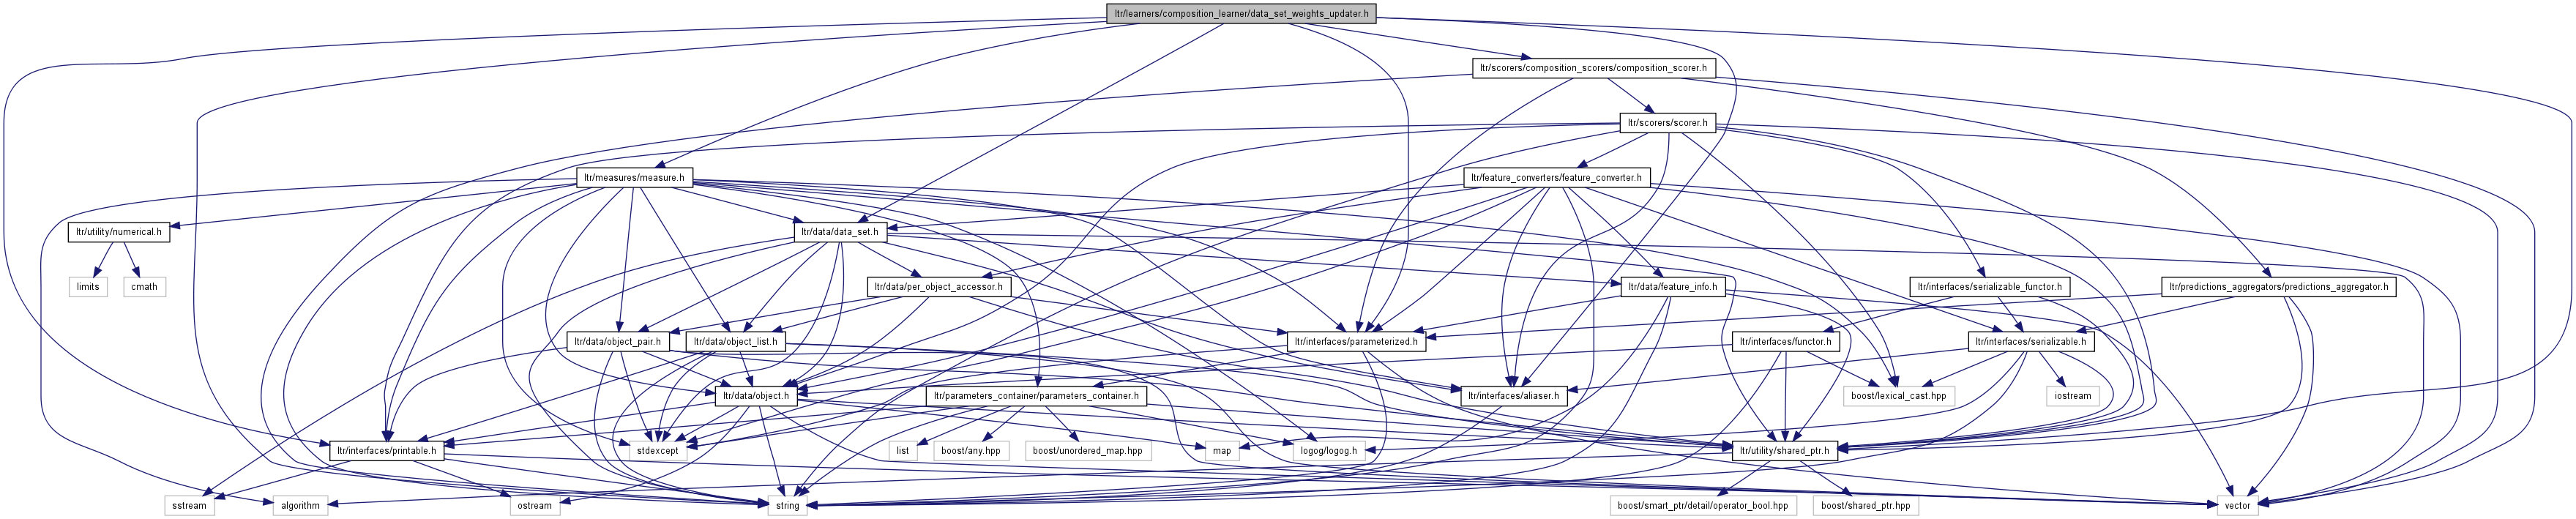 ltr/learners/composition_learner/data_set_weights_updater.h
ltr/scorers/composition_scorers/composition_scorer.h
ltr/scorers/scorer.h
ltr/measures/measure.h
ltr/feature_converters/feature_converter.h
ltr/utility/numerical.h
ltr/data/data_set.h
limits
cmath
ltr/data/per_object_accessor.h
ltr/data/feature_info.h
ltr/interfaces/serializable_functor.h
ltr/predictions_aggregators/predictions_aggregator.h
ltr/data/object_pair.h
ltr/data/object_list.h
ltr/interfaces/parameterized.h
ltr/interfaces/functor.h
ltr/interfaces/serializable.h
ltr/data/object.h
ltr/parameters_container/parameters_container.h
ltr/interfaces/aliaser.h
boost/lexical_cast.hpp
iostream
ltr/interfaces/printable.h
stdexcept
list
boost/any.hpp
boost/unordered_map.hpp
map
logog/logog.h
ltr/utility/shared_ptr.h
sstream
algorithm
ostream
string
boost/smart_ptr/detail/operator_bool.hpp
boost/shared_ptr.hpp
vector